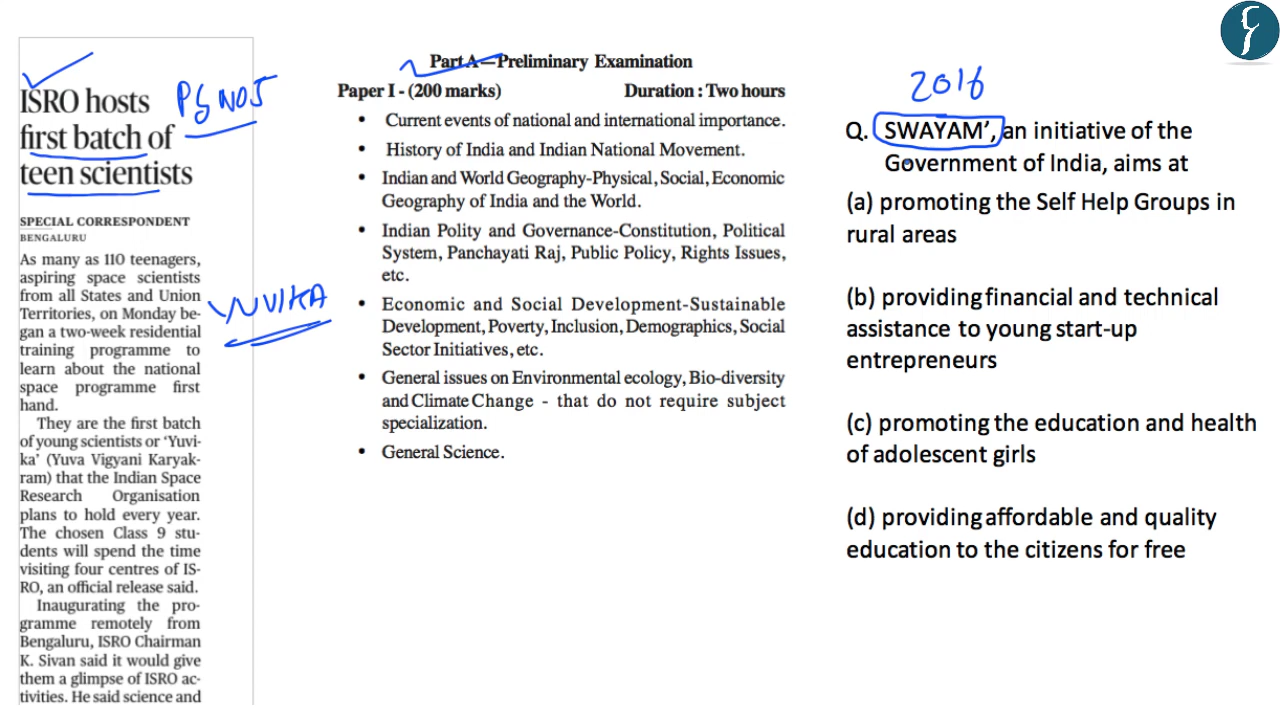 ISRO hosts
first batch of
teen scientists
SPECIAL CORRESPONDENT
BENGALURU
As many as 110 teenagers,
aspiring space scientists
from all States and Union
Territories, on Monday be-
gan a two-week residential
training programme to
learn about the national
space programme first
hand.
They are the first batch
of young scientists or ‘Yuvi-
ka’ (Yuva Vigyani Karyak-
ram) that the Indian Space
Research Organisation
plans to hold every year.
The chosen Class 9 stu-
dents will spend the time
visiting four centres of IS-
RO, an official release said.
Inaugurating the pro-
gramme remotely from
Bengaluru, ISRO Chairman
K. Sivan said it would give
them a glimpse of ISRO ac-
tivities. He said science and
Pg NO5
YUVIKA
Part A—Preliminary Examination
Paper I - (200 marks) Duration : Two hours
• Current events of national and international importance.
• History of India and Indian National Movement.
• Indian and World Geography-Physical, Social, Economic
Geography of India and the World.
• Indian Polity and Governance-Constitution, Political
System, Panchayati Raj, Public Policy, Rights Issues,
etc.
• Economic and Social Development-Sustainable
Development, Poverty, Inclusion, Demographics, Social
Sector Initiatives, etc.
• General issues on Environmental ecology, Bio-diversity
and Climate Change - that do not require subject
specialization.
• General Science.
2016
Q. SWAYAM’, an initiative of the
Government of India, aims at
(a) promoting the Self Help Groups in
rural areas
(b) providing financial and technical
assistance to young start-up
entrepreneurs
(c) promoting the education and health
of adolescent girls
(d) providing affordable and quality
education to the citizens for free